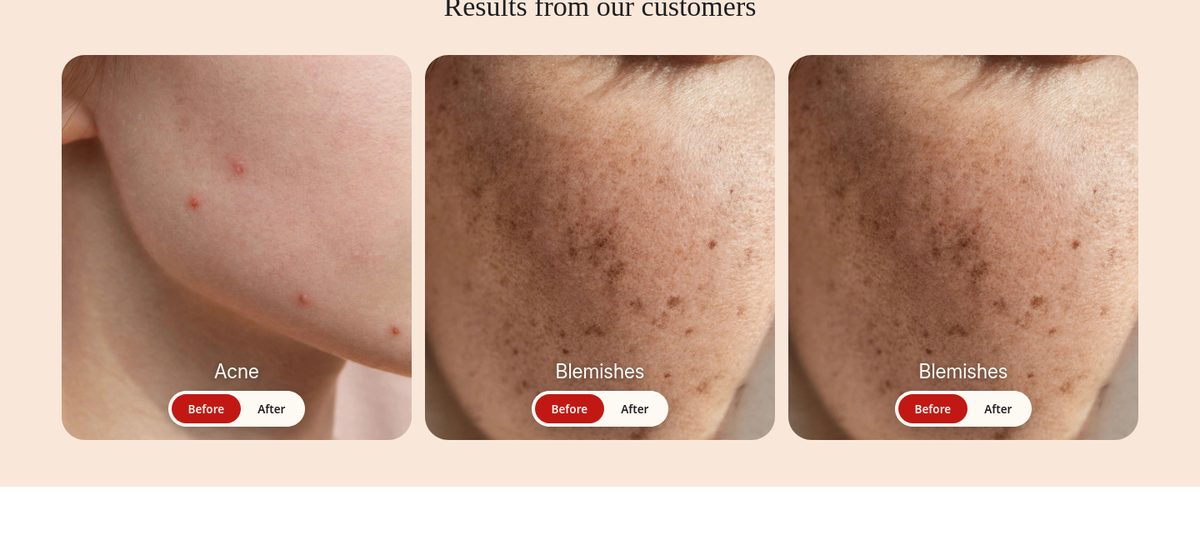 Results from our customers
Acne
Before After
Blemishes
Before After
Blemishes
Before After